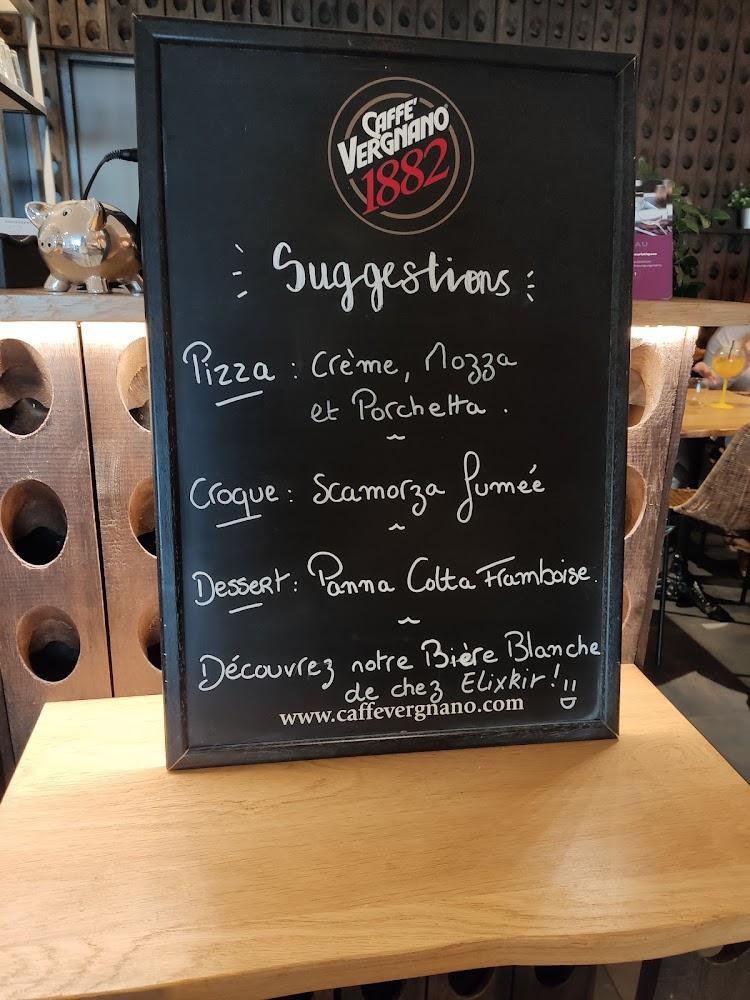 CAFFÈ
VERGNANO
1882
Suggestions
Pizza : Crème, Mozza
et Porchetta .
Croque : Scamorza fumée
Dessert : Panna Cotta Framboise.
Découvrez notre Bière Blanche
de chez Elixkir !
www.caffevergnano.com